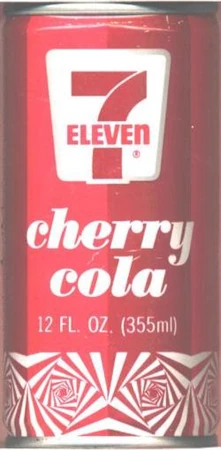 7
ELEVEN
®
cherry
cola
12 FL. OZ. (355ml)